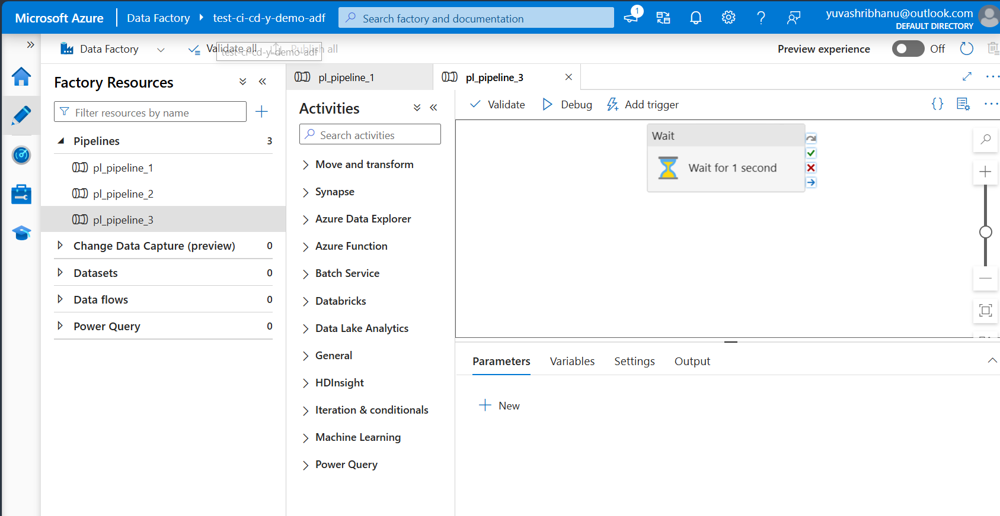 Microsoft Azure
Data Factory
test-ci-cd-y-demo-adf
Search factory and documentation
1
yuvashribhanu@outlook.com
DEFAULT DIRECTORY
Data Factory
Validate all
Publish all
test-ci-cd-y-demo-adf
Preview experience
Off
Factory Resources
Filter resources by name
Pipelines
3
pl_pipeline_1
pl_pipeline_2
pl_pipeline_3
Change Data Capture (preview)
0
Datasets
0
Data flows
0
Power Query
0
pl_pipeline_1
pl_pipeline_3
Activities
Search activities
Move and transform
Synapse
Azure Data Explorer
Azure Function
Batch Service
Databricks
Data Lake Analytics
General
HDInsight
Iteration & conditionals
Machine Learning
Power Query
Validate
Debug
Add trigger
Wait
Wait for 1 second
Parameters
Variables
Settings
Output
New